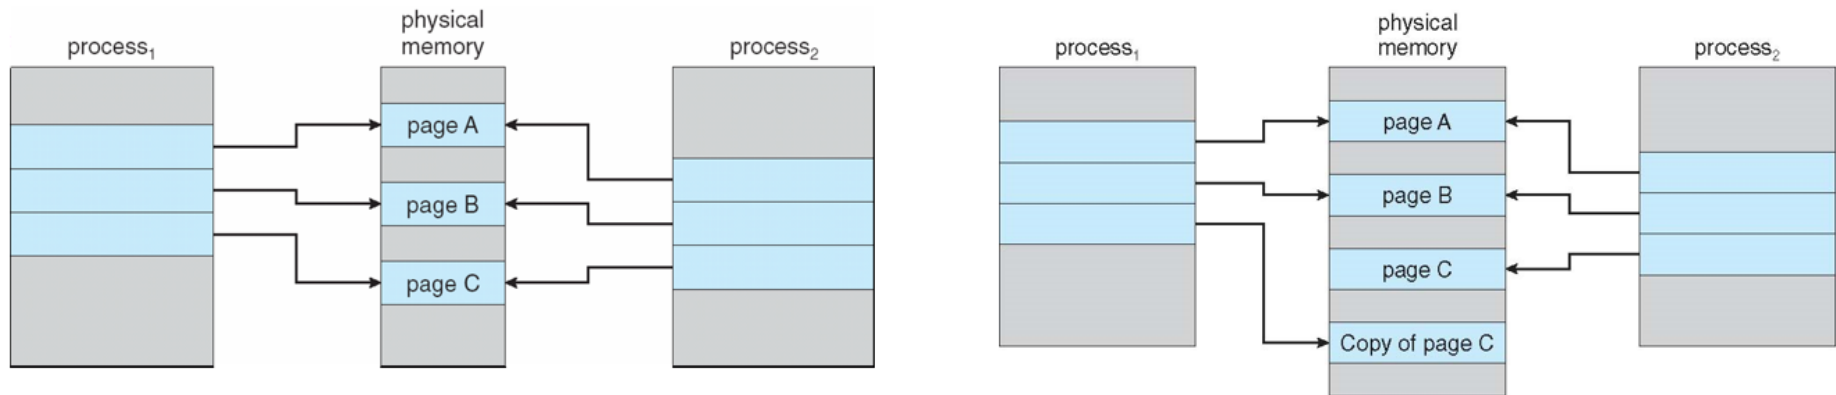 physical
memory
process₁
process₂
page A
page B
page C
physical
memory
process₁
process₂
page A
page B
page C
Copy of page C